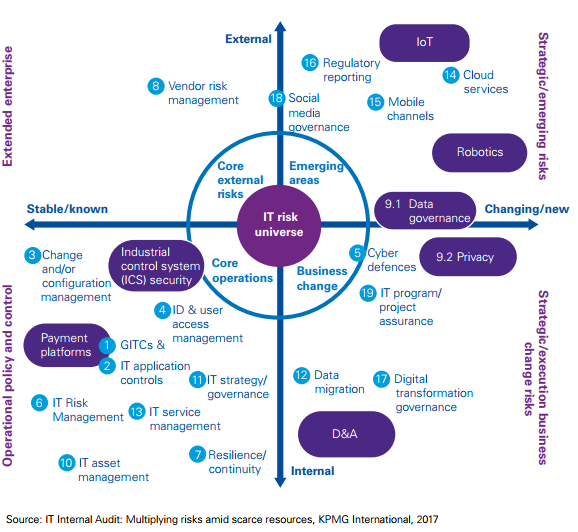 External
IoT
16 Regulatory
reporting
14 Cloud
services
8 Vendor risk
management
18 Social
media
governance
15 Mobile
channels
Extended enterprise
Strategic/emerging risks
Robotics
Core
external
risks
Emerging
areas
IT risk
universe
Stable/known
Changing/new
9.1 Data
governance
3 Change
and/or
configuration
management
Industrial
control system
(ICS) security
Core
operations
Business
change
5 Cyber
defences
9.2 Privacy
19 IT program/
project
assurance
4 ID & user
access
management
Payment
platforms
1 GITCs &
2 IT application
controls
11 IT strategy/
governance
12 Data
migration
17 Digital
transformation
governance
6 IT Risk
Management
13 IT service
management
D&A
10 IT asset
management
7 Resilience/
continuity
Internal
Operational policy and control
Strategic/execution business
change risks
Source: IT Internal Audit: Multiplying risks amid scarce resources, KPMG International, 2017